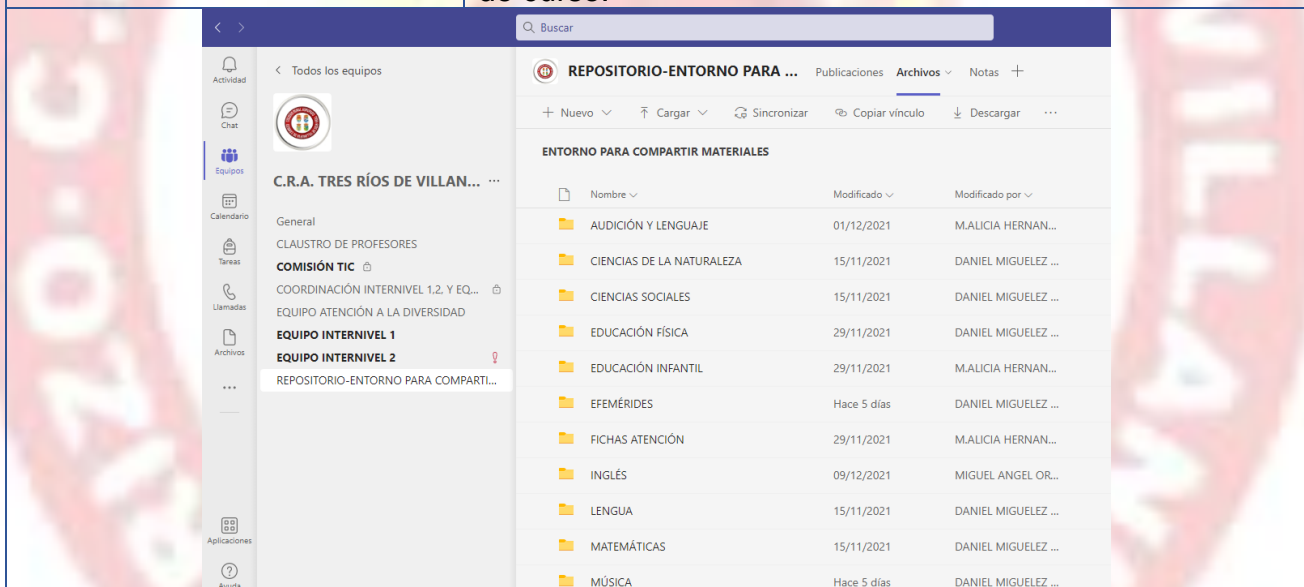 de curso.
Buscar
Actividad
Chat
Equipos
Calendario
Tareas
Llamadas
Archivos
Aplicaciones
Ayuda
Todos los equipos
C.R.A. TRES RÍOS DE VILLAN... ...
General
CLAUSTRO DE PROFESORES
COMISIÓN TIC
COORDINACIÓN INTERNIVEL 1,2, Y EQ...
EQUIPO ATENCIÓN A LA DIVERSIDAD
EQUIPO INTERNIVEL 1
EQUIPO INTERNIVEL 2
REPOSITORIO-ENTORNO PARA COMPARTI...
REPOSITORIO-ENTORNO PARA ... Publicaciones Archivos Notas +
+ Nuevo Cargar Sincronizar Copiar vínculo Descargar ...
ENTORNO PARA COMPARTIR MATERIALES
Nombre Modificado Modificado por
AUDICIÓN Y LENGUAJE 01/12/2021 M.ALICIA HERNAN...
CIENCIAS DE LA NATURALEZA 15/11/2021 DANIEL MIGUELEZ ...
CIENCIAS SOCIALES 15/11/2021 DANIEL MIGUELEZ ...
EDUCACIÓN FÍSICA 29/11/2021 DANIEL MIGUELEZ ...
EDUCACIÓN INFANTIL 29/11/2021 M.ALICIA HERNAN...
EFEMÉRIDES Hace 5 días DANIEL MIGUELEZ ...
FICHAS ATENCIÓN 29/11/2021 M.ALICIA HERNAN...
INGLÉS 09/12/2021 MIGUEL ANGEL OR...
LENGUA 15/11/2021 DANIEL MIGUELEZ ...
MATEMÁTICAS 15/11/2021 DANIEL MIGUELEZ ...
MÚSICA Hace 5 días DANIEL MIGUELEZ ...